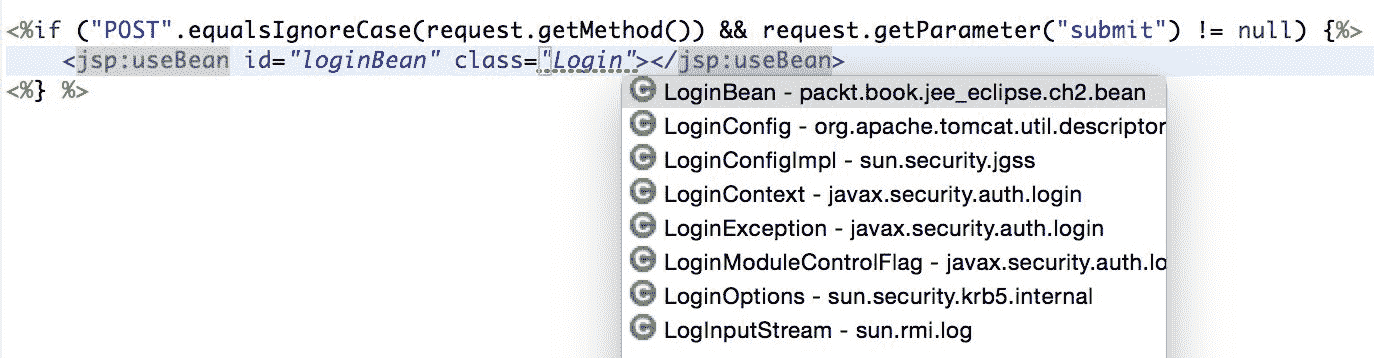 <%if ("POST".equalsIgnoreCase(request.getMethod()) && request.getParameter("submit") != null) {%>
<jsp:useBean id="loginBean" class="Login"></jsp:useBean>
<%} %>
LoginBean - packt.book.jee_eclipse.ch2.bean
LoginConfig - org.apache.tomcat.util.descriptor
LoginConfigImpl - sun.security.jgss
LoginContext - javax.security.auth.login
LoginException - javax.security.auth.login
LoginModuleControlFlag - javax.security.auth.lo
LoginOptions - sun.security.krb5.internal
LogInputStream - sun.rmi.log